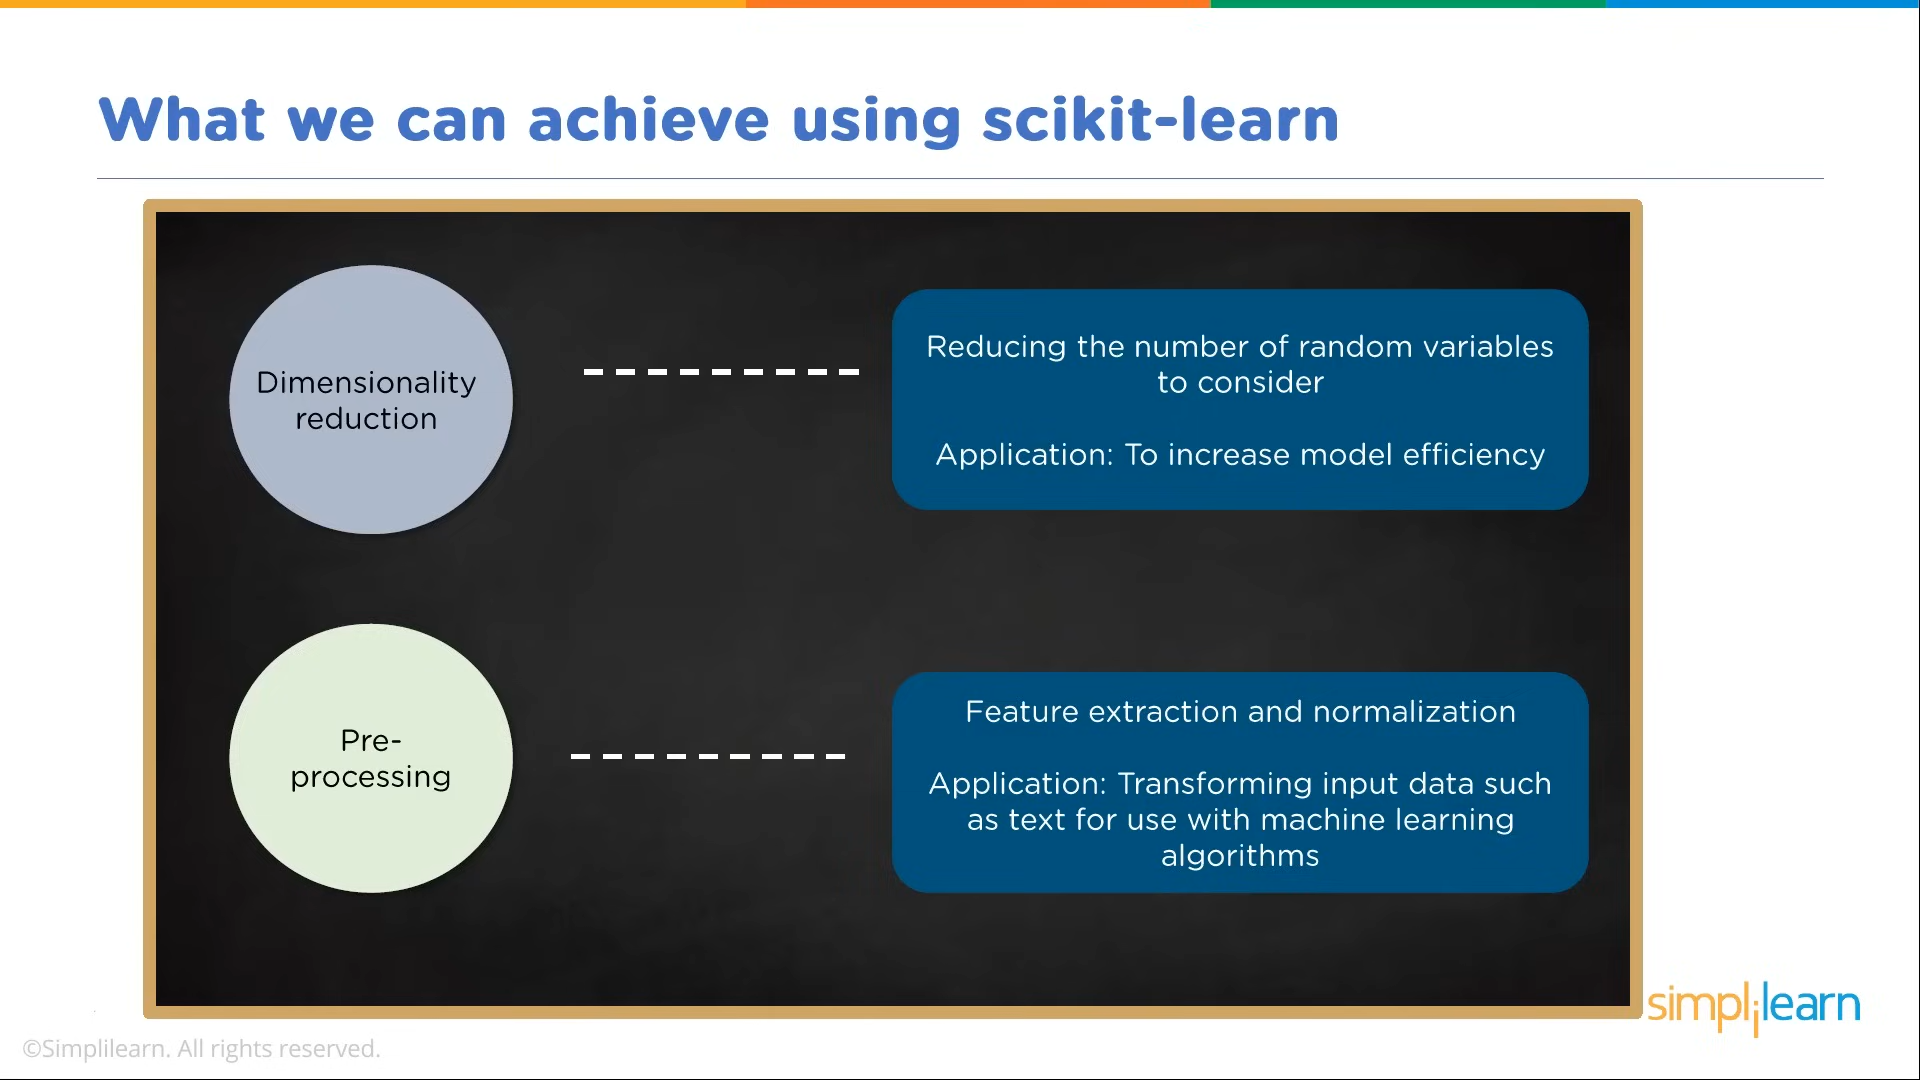 What we can achieve using scikit-learn
Dimensionality
reduction
Reducing the number of random variables
to consider
Application: To increase model efficiency
Pre-
processing
Feature extraction and normalization
Application: Transforming input data such
as text for use with machine learning
algorithms
simplilearn
©Simplilearn. All rights reserved.